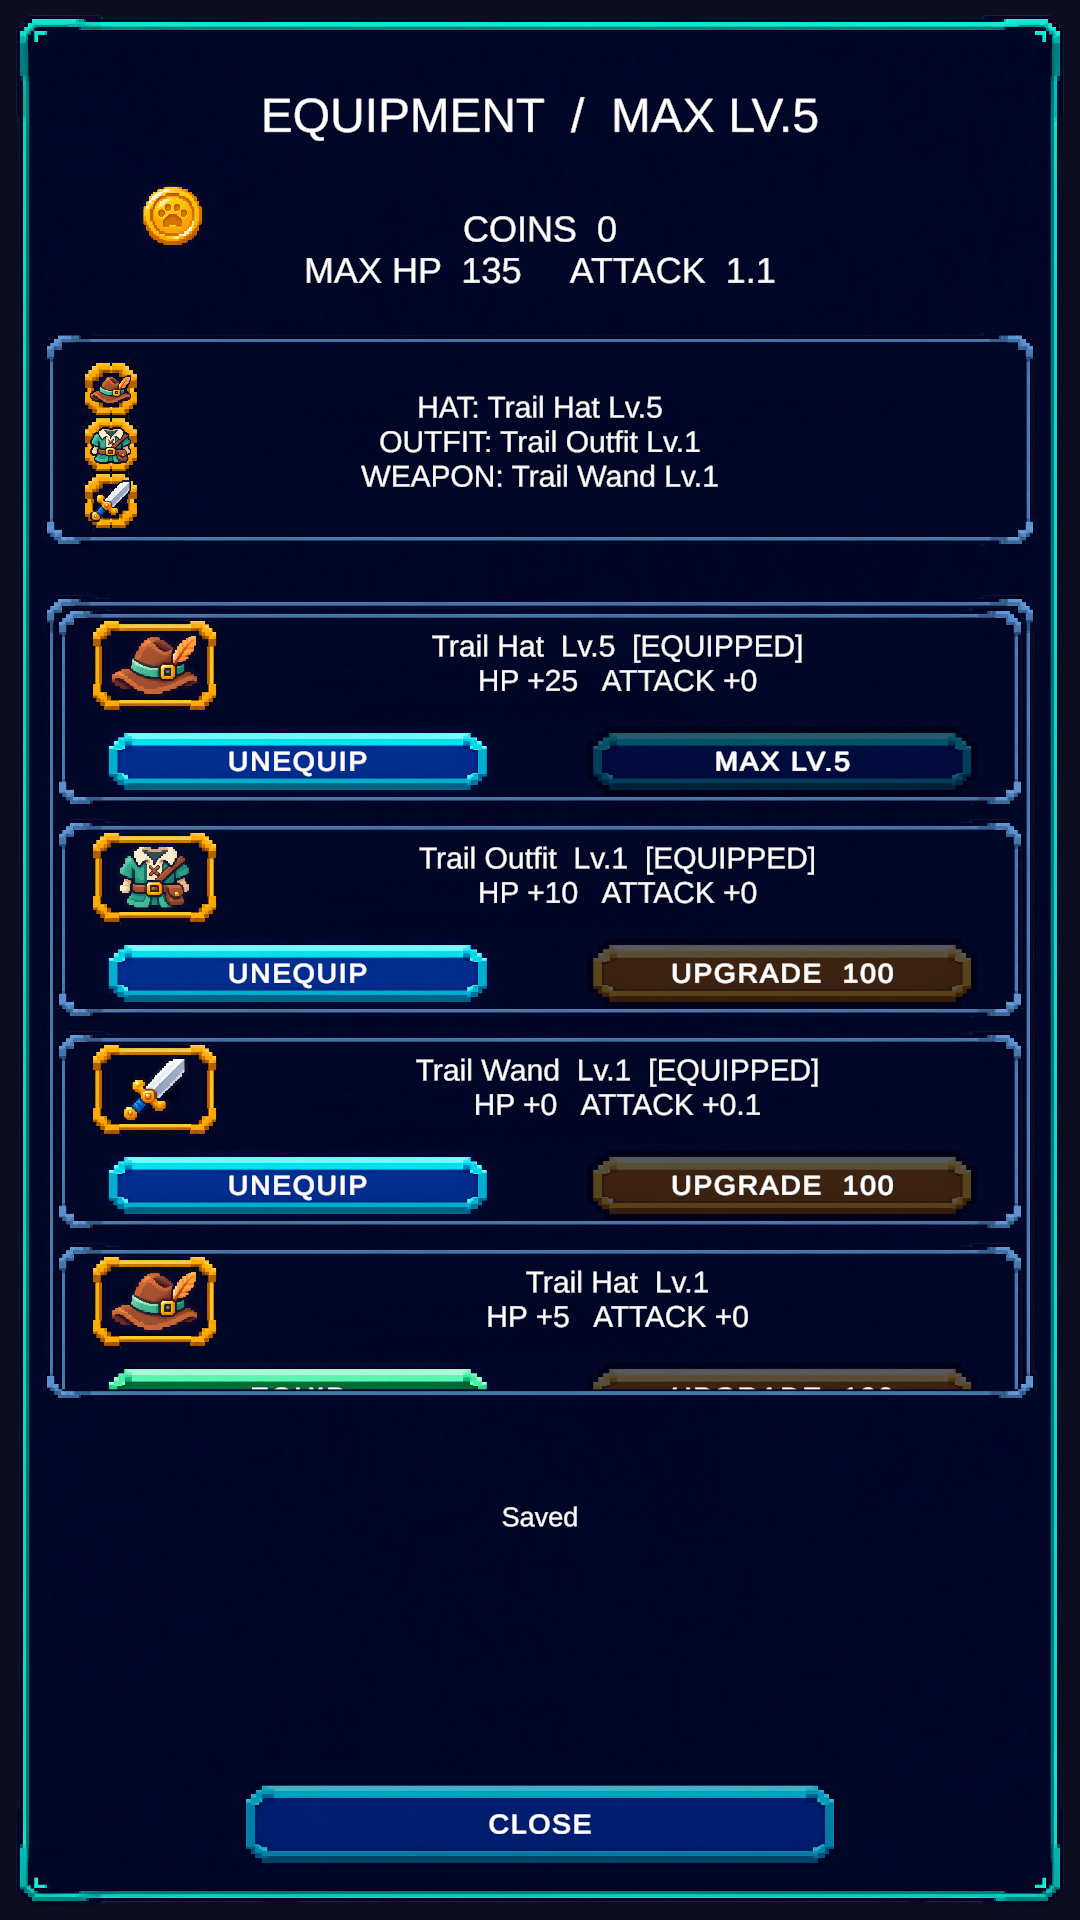 EQUIPMENT / MAX LV.5
COINS 0
MAX HP 135 ATTACK 1.1
HAT: Trail Hat Lv.5
OUTFIT: Trail Outfit Lv.1
WEAPON: Trail Wand Lv.1
Trail Hat Lv.5 [EQUIPPED]
HP +25 ATTACK +0
UNEQUIP MAX LV.5
Trail Outfit Lv.1 [EQUIPPED]
HP +10 ATTACK +0
UNEQUIP UPGRADE 100
Trail Wand Lv.1 [EQUIPPED]
HP +0 ATTACK +0.1
UNEQUIP UPGRADE 100
Trail Hat Lv.1
HP +5 ATTACK +0
Saved
CLOSE